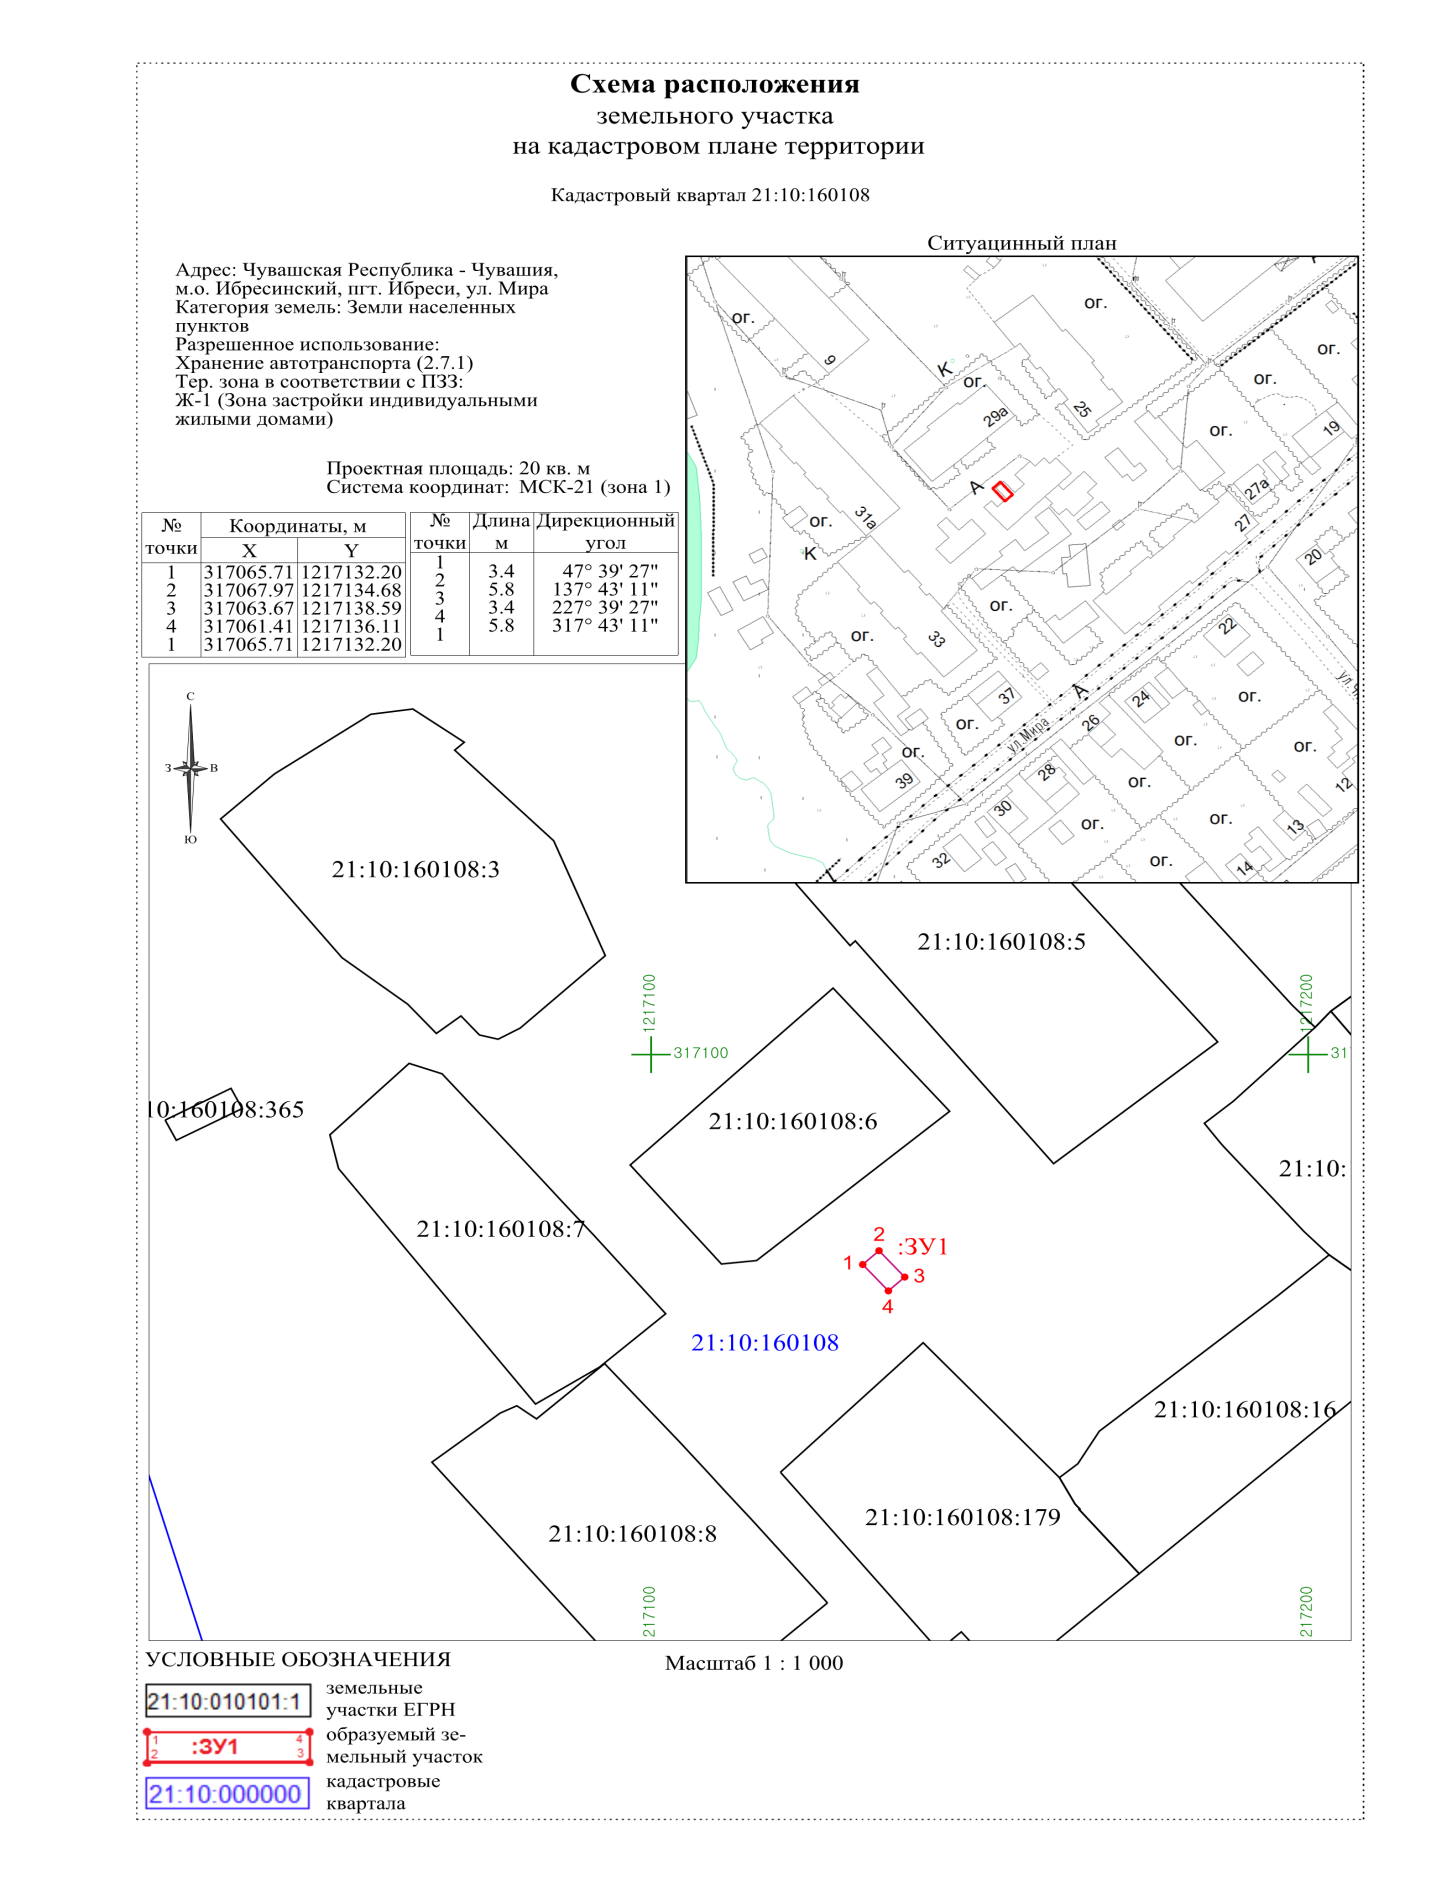 Схема расположения
земельного участка
на кадастровом плане территории
Кадастровый квартал 21:10:160108
Ситуацинный план
Адрес: Чувашская Республика - Чувашия,
м.о. Ибресинский, пгт. Ибреси, ул. Мира
Категория земель: Земли населенных
пунктов
Разрешенное использование:
Хранение автотранспорта (2.7.1)
Тер. зона в соответствии с ПЗЗ:
Ж-1 (Зона застройки индивидуальными
жилыми домами)
Проектная площадь: 20 кв. м
Система координат: МСК-21 (зона 1)
№ точки Координаты, м
X Y
1 317065.71 1217132.20
2 317067.97 1217134.68
3 317063.67 1217138.59
4 317061.41 1217136.11
1 317065.71 1217132.20
№ точки Длина м Дирекционный угол
1
3.4 47° 39' 27"
2
5.8 137° 43' 11"
3
3.4 227° 39' 27"
4
5.8 317° 43' 11"
1
ог.
ог.
ог.
9
К
ог.
ог.
25
29а
ог.
19
А
27а
31а
ог.
27
К
20
ог.
ог.
33
22
37
А
24
ог.
ог.
26
ул.Мира
ог.
ог.
ог.
39
28
ог.
12
30
ог.
ог.
13
32
ог.
14
С
З
В
Ю
21:10:160108:3
21:10:160108:5
1217100
1217200
317100
31
10:160108:365
21:10:160108:6
21:10:
21:10:160108:7
2
:ЗУ1
1
3
4
21:10:160108
21:10:160108:16
21:10:160108:179
21:10:160108:8
217100
217200
УСЛОВНЫЕ ОБОЗНАЧЕНИЯ
Масштаб 1 : 1 000
21:10:010101:1
земельные
участки ЕГРН
1 4
:ЗУ1
2 3
образуемый зе-
мельный участок
21:10:000000
кадастровые
квартала